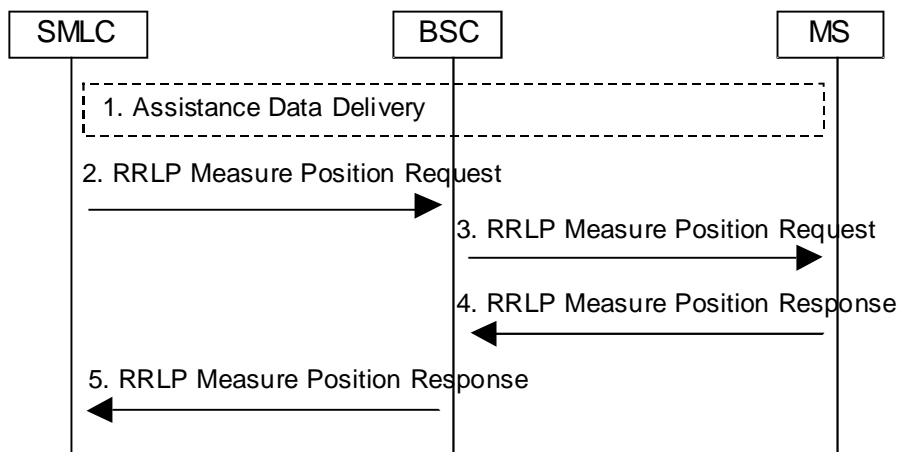 SMLC
BSC
MS
1. Assistance Data Delivery
2. RRLP Measure Position Request
3. RRLP Measure Position Request
4. RRLP Measure Position Response
5. RRLP Measure Position Response